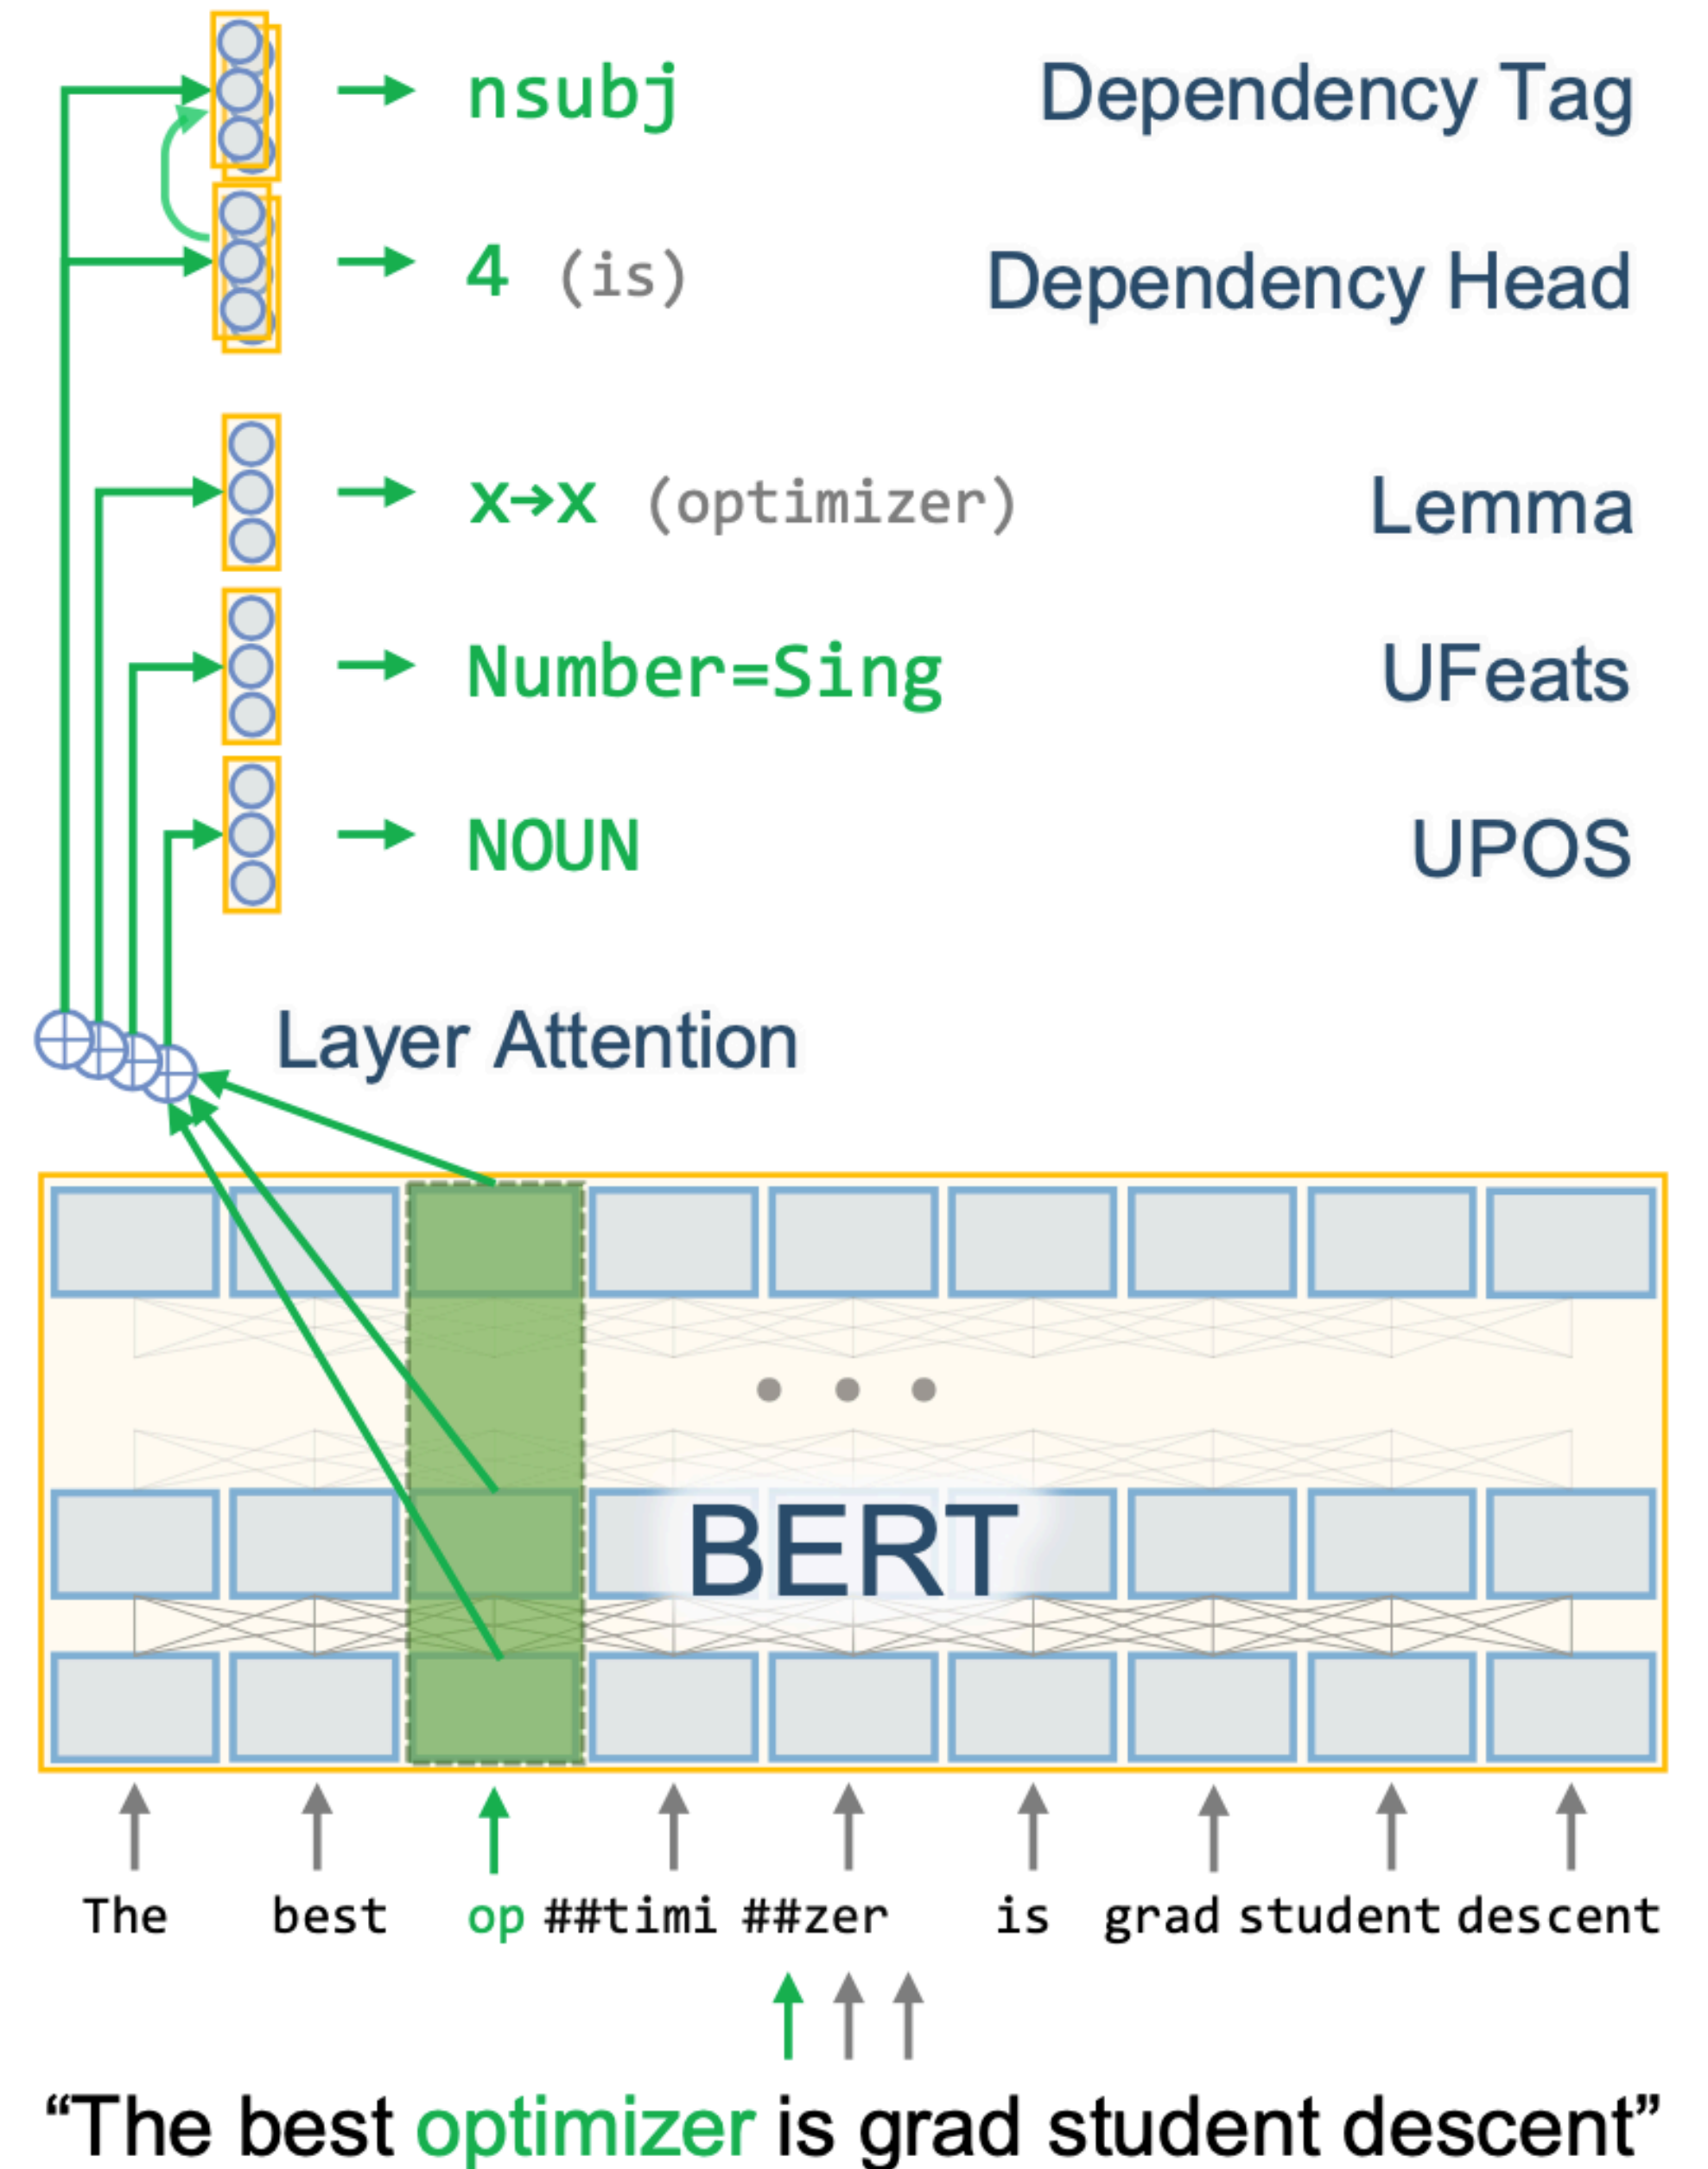 nsubj Dependency Tag
4 (is) Dependency Head
x→x (optimizer) Lemma
Number=Sing UFeats
NOUN UPOS
Layer Attention
BERT
The best op ##timi ##zer is grad student descent
“The best optimizer is grad student descent”